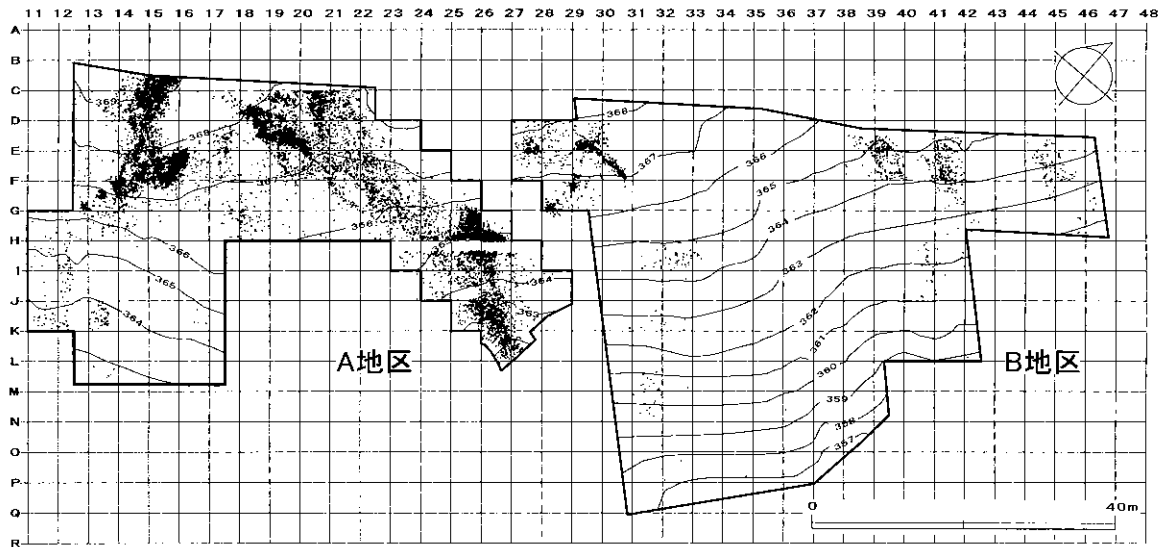 11 12 13 14 15 16 17 18 19 20 21 22 23 24 25 26 27 28 29 30 31 32 33 34 35 36 37 38 39 40 41 42 43 44 45 46 47 48
A
B
C
D
E
F
G
H
I
J
K
L
M
N
O
P
Q
R
369
368
366
366
365
364
364
368
367
366
365
364
363
362
361
360
359
358
357
A地区
B地区
0
40m